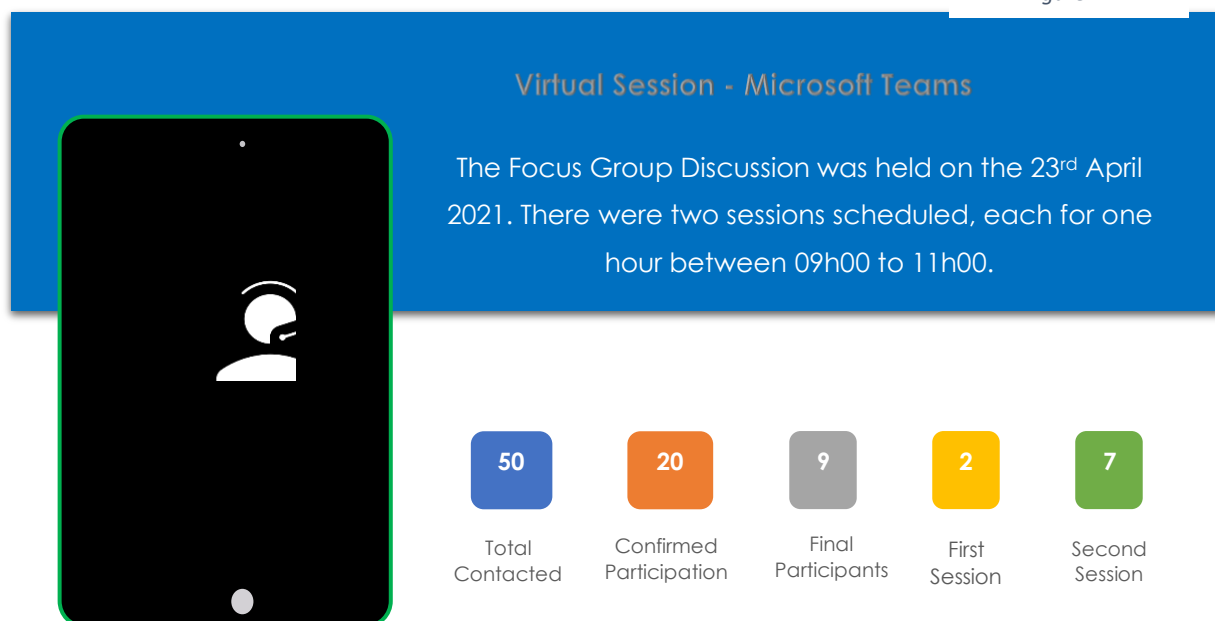 Virtual Session - Microsoft Teams
The Focus Group Discussion was held on the 23rd April
2021. There were two sessions scheduled, each for one
hour between 09h00 to 11h00.
50
20
9
2
7
Total
Contacted
Confirmed
Participation
Final
Participants
First
Session
Second
Session